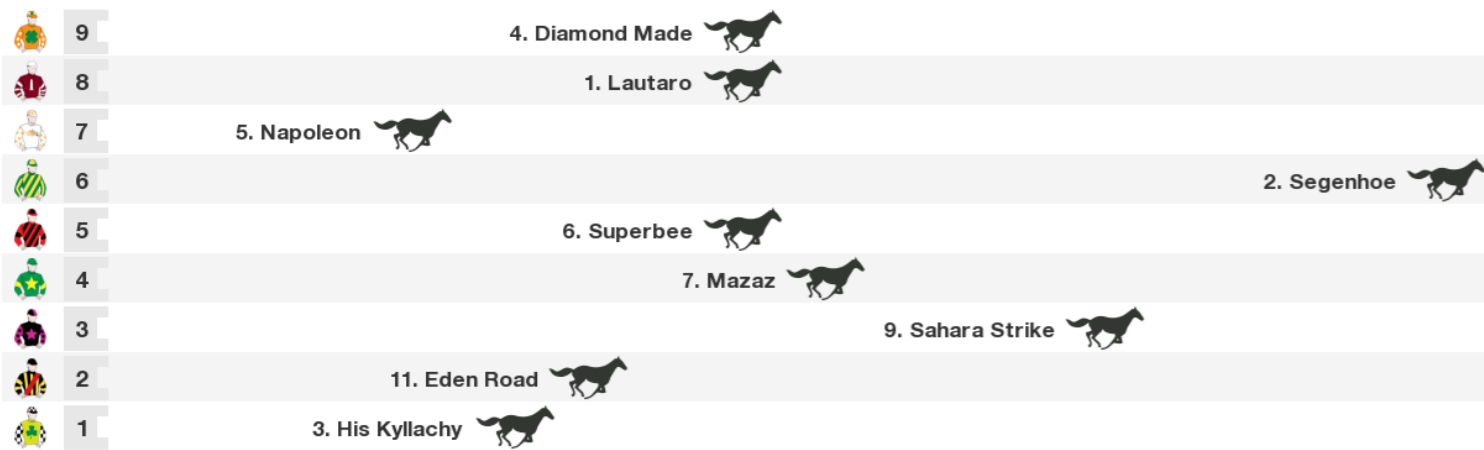 9 4. Diamond Made
8 1. Lautaro
7 5. Napoleon
6 2. Segenhoe
5 6. Superbee
4 7. Mazaz
3 9. Sahara Strike
2 11. Eden Road
1 3. His Kyllachy